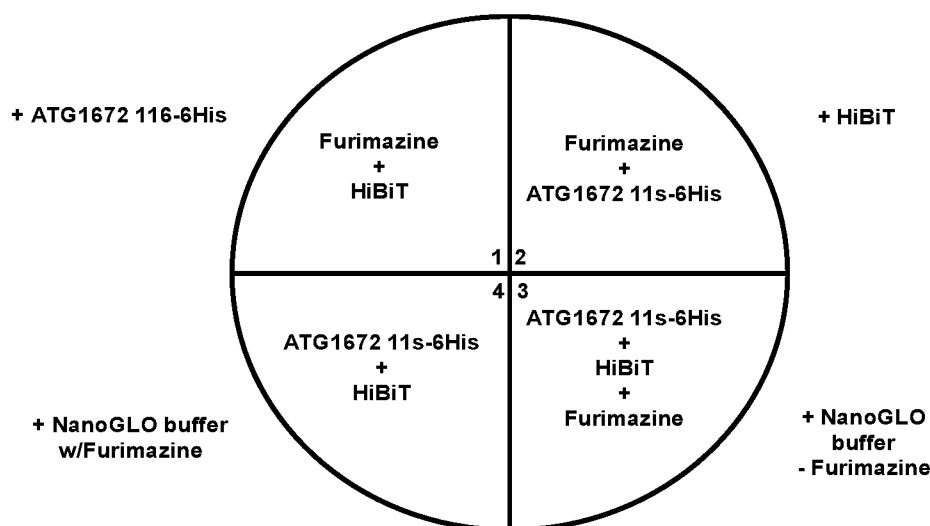 + ATG1672 116-6His
Furimazine
+
HiBiT
Furimazine
+
ATG1672 11s-6His
+ HiBiT
1
2
4
3
ATG1672 11s-6His
+
HiBiT
ATG1672 11s-6His
+
HiBiT
+
Furimazine
+ NanoGLO buffer
w/Furimazine
+ NanoGLO
buffer
- Furimazine